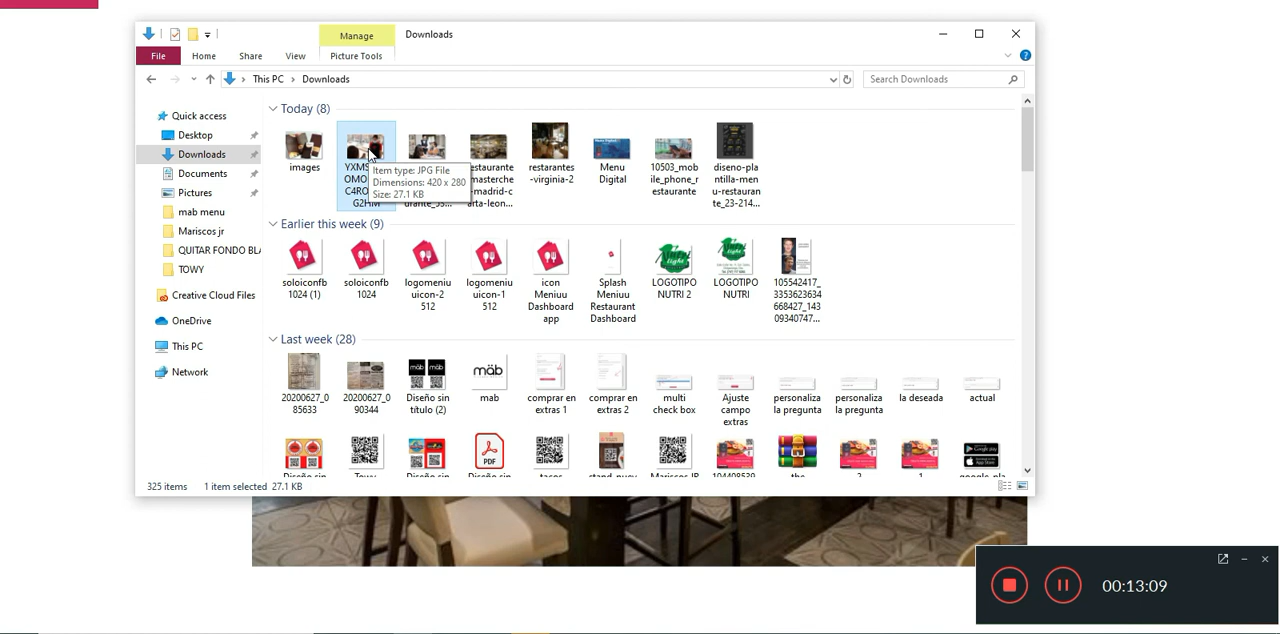 Manage
Downloads
File
Home
Share
View
Picture Tools
This PC
Downloads
Search Downloads
Quick access
Desktop
Downloads
Documents
Pictures
mab menu
Mariscos jr
QUITAR FONDO BLA
TOWY
Creative Cloud Files
OneDrive
This PC
Network
Today (8)
images
Item type: JPG File
Dimensions: 420 x 280
Size: 27.1 KB
restarantes
-virginia-2
Menu
Digital
10503_mob
ile_phone_r
estaurante
diseno-pla
ntilla-men
u-restauran
te_23-214...
Earlier this week (9)
soloiconfb
1024 (1)
soloiconfb
1024
logomeniu
uicon-2
512
logomeniu
uicon-1
512
icon
Meniuu
Dashboard
app
Splash
Meniuu
Restaurant
Dashboard
LOGOTIPO
NUTRI 2
LOGOTIPO
NUTRI
105542417_
3353623634
668427_143
09340747...
Last week (28)
20200627_0
85633
20200627_0
90344
Diseño sin
título (2)
mäb
mab
comprar en
extras 1
comprar en
extras 2
multi
check box
Ajuste
campo
extras
personaliza
la pregunta
personaliza
la pregunta
la deseada
actual
PDF
325 items
1 item selected 27.1 KB
00:13:09